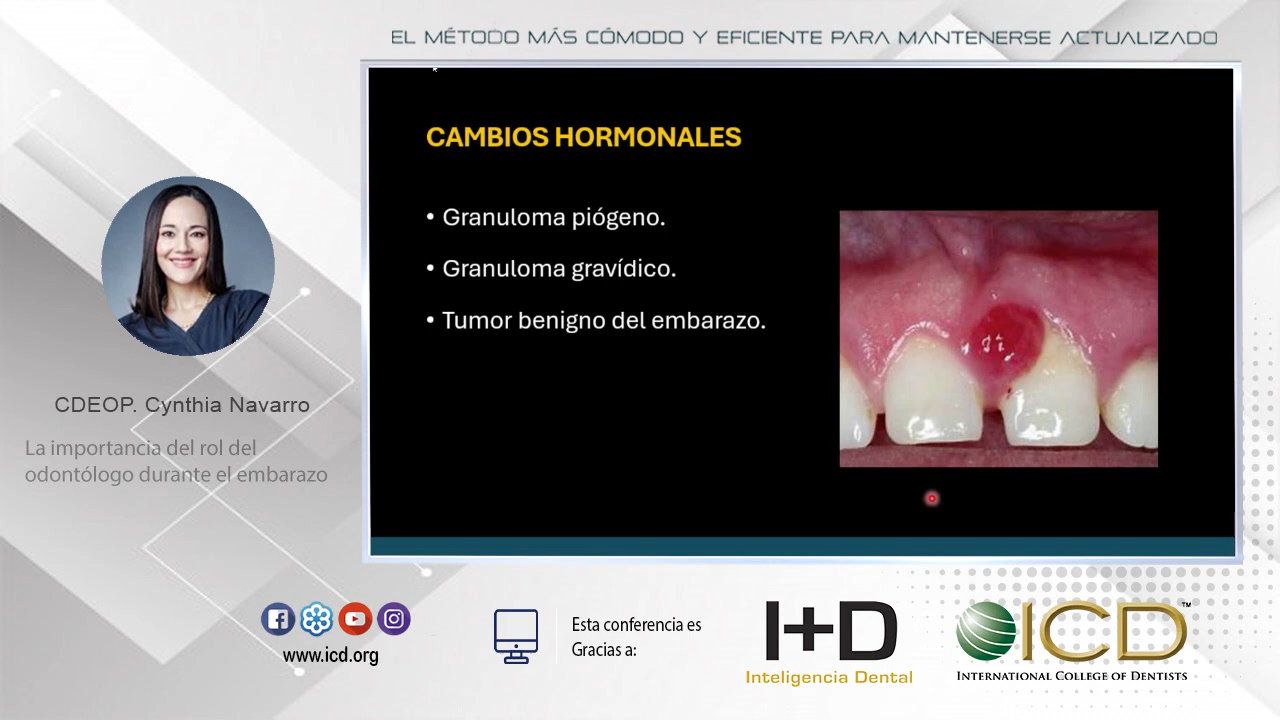 EL MÉTODO MÁS CÓMODO Y EFICIENTE PARA MANTENERSE ACTUALIZADO
CAMBIOS HORMONALES
• Granuloma piógeno.
• Granuloma gravídico.
• Tumor benigno del embarazo.
CDEOP. Cynthia Navarro
La importancia del rol del
odontólogo durante el embarazo
www.icd.org
Esta conferencia es
Gracias a:
I+D
Inteligencia Dental
ICD™
INTERNATIONAL COLLEGE OF DENTISTS